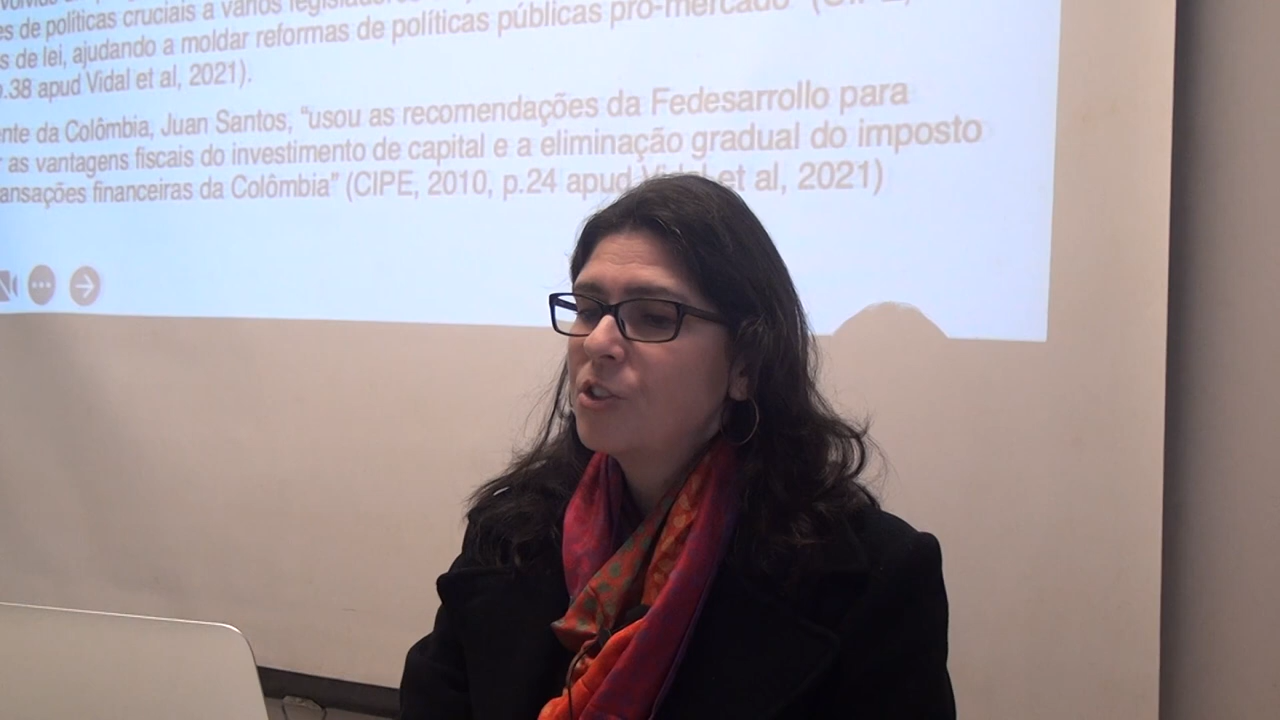 es de políticas cruciais a vários legisladores
s de lei, ajudando a moldar reformas de políticas públicas pró-mercado" (CIPE,
p.38 apud Vidal et al, 2021).
ente da Colômbia, Juan Santos, "usou as recomendações da Fedesarrollo para
r as vantagens fiscais do investimento de capital e a eliminação gradual do imposto
ansações financeiras da Colômbia" (CIPE, 2010, p.24 apud Vidal et al, 2021)